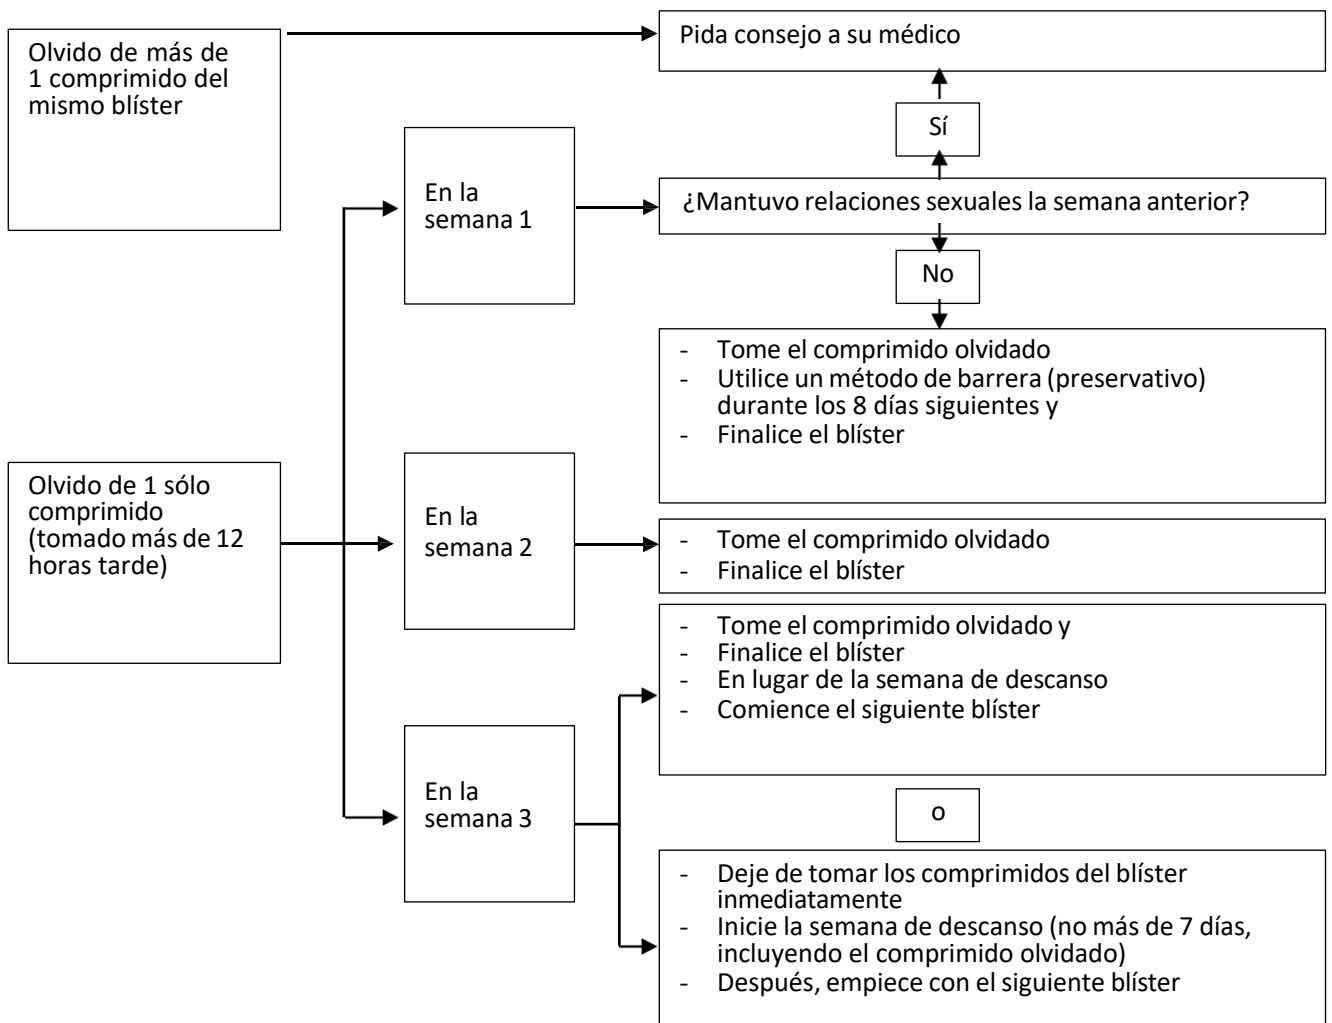 Olvido de más de
1 comprimido del
mismo blíster
Pida consejo a su médico
Sí
En la
semana 1
¿Mantuvo relaciones sexuales la semana anterior?
No
- Tome el comprimido olvidado
- Utilice un método de barrera (preservativo)
durante los 8 días siguientes y
- Finalice el blíster
Olvido de 1 sólo
comprimido
(tomado más de 12
horas tarde)
En la
semana 2
- Tome el comprimido olvidado
- Finalice el blíster
- Tome el comprimido olvidado y
- Finalice el blíster
- En lugar de la semana de descanso
- Comience el siguiente blíster
En la
semana 3
o
- Deje de tomar los comprimidos del blíster
inmediatamente
- Inicie la semana de descanso (no más de 7 días,
incluyendo el comprimido olvidado)
- Después, empiece con el siguiente blíster